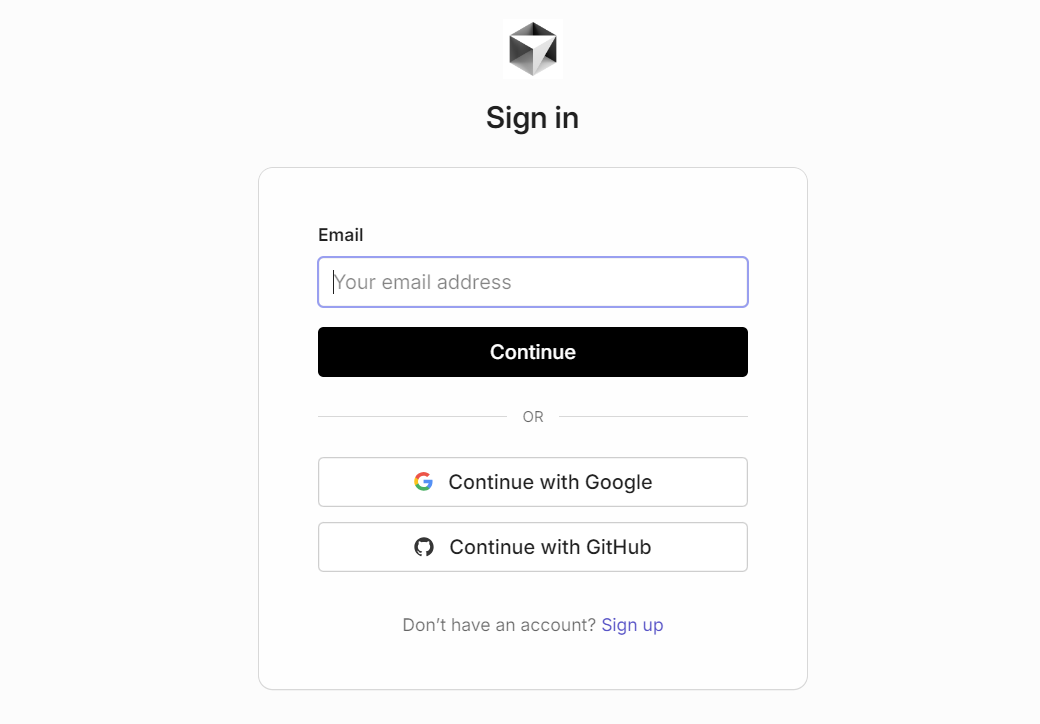 Sign in
Email
Your email address
Continue
OR
Continue with Google
Continue with GitHub
Don’t have an account? Sign up